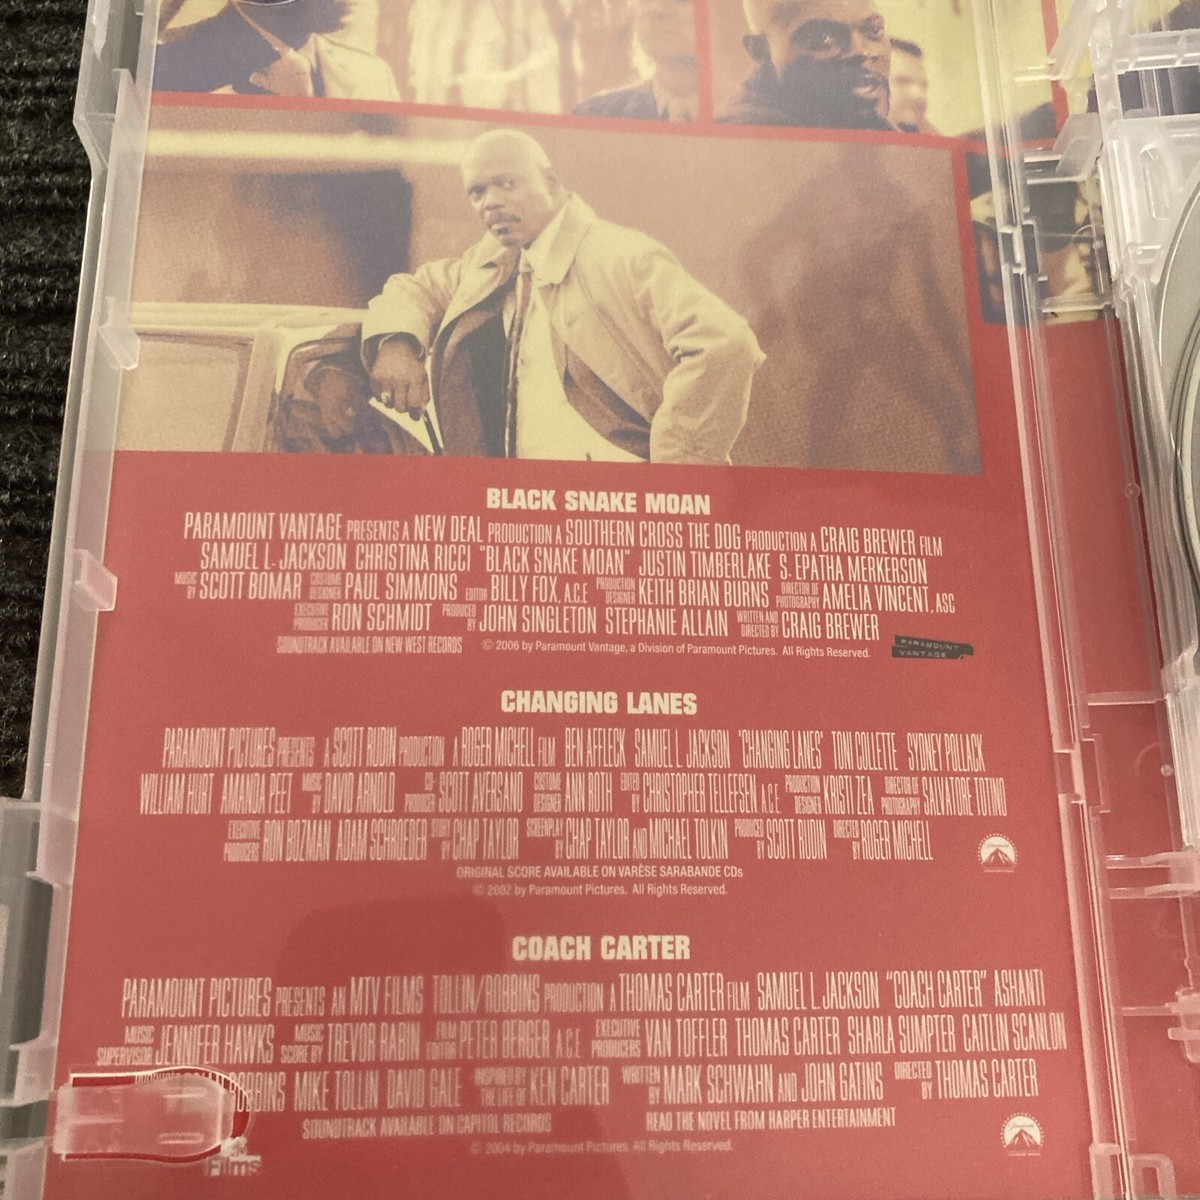 BLACK SNAKE MOAN
PARAMOUNT VANTAGE PRESENTS A NEW DEAL PRODUCTION A SOUTHERN CROSS THE DOG PRODUCTION A CRAIG BREWER FILM
SAMUEL L. JACKSON CHRISTINA RICCI "BLACK SNAKE MOAN" JUSTIN TIMBERLAKE S. EPATHA MERKERSON
MUSIC BY SCOTT BOMAR COSTUME DESIGNER PAUL SIMMONS EDITOR BILLY FOX, A.C.E PRODUCTION DESIGNER KEITH BRIAN BURNS DIRECTOR OF PHOTOGRAPHY AMELIA VINCENT, ASC
EXECUTIVE PRODUCER RON SCHMIDT PRODUCED BY JOHN SINGLETON STEPHANIE ALLAIN WRITTEN AND DIRECTED BY CRAIG BREWER
SOUNDTRACK AVAILABLE ON NEW WEST RECORDS © 2006 by Paramount Vantage, a Division of Paramount Pictures. All Rights Reserved.
PARAMOUNT
VANTAGE
CHANGING LANES
PARAMOUNT PICTURES PRESENTS A SCOTT RUDIN PRODUCTION A ROGER MICHELL FILM BEN AFFLECK SAMUEL L. JACKSON 'CHANGING LANES' TONI COLLETTE SYDNEY POLLACK
WILLIAM HURT AMANDA PEET MUSIC BY DAVID ARNOLD CO-PRODUCER SCOTT AVERSANO COSTUME DESIGNER ANN ROTH EDITED BY CHRISTOPHER TELLEFSEN A.C.E PRODUCTION DESIGNER KRISTI ZEA DIRECTOR OF PHOTOGRAPHY SALVATORE TOTINO
EXECUTIVE PRODUCERS RON BOZMAN ADAM SCHROEDER STORY BY CHAP TAYLOR SCREENPLAY BY CHAP TAYLOR AND MICHAEL TOLKIN PRODUCED BY SCOTT RUDIN DIRECTED BY ROGER MICHELL
ORIGINAL SCORE AVAILABLE ON VARÈSE SARABANDE CDs
© 2002 by Paramount Pictures. All Rights Reserved.
Paramount
COACH CARTER
PARAMOUNT PICTURES PRESENTS AN MTV FILMS TOLLIN/ROBBINS PRODUCTION A THOMAS CARTER FILM SAMUEL L. JACKSON "COACH CARTER" ASHANTI
MUSIC SUPERVISOR JENNIFER HAWKS MUSIC SCORE BY TREVOR RABIN FILM EDITOR PETER BERGER A.C.E. EXECUTIVE PRODUCERS VAN TOFFLER THOMAS CARTER SHARLA SUMPTER CAITLIN SCANLON
MIKE TOLLIN DAVID GALE INSPIRED BY THE LIFE OF KEN CARTER WRITTEN BY MARK SCHWAHN AND JOHN GATINS DIRECTED BY THOMAS CARTER
SOUNDTRACK AVAILABLE ON CAPITOL RECORDS READ THE NOVEL FROM HARPER ENTERTAINMENT
© 2004 by Paramount Pictures. All Rights Reserved.
Films
Paramount